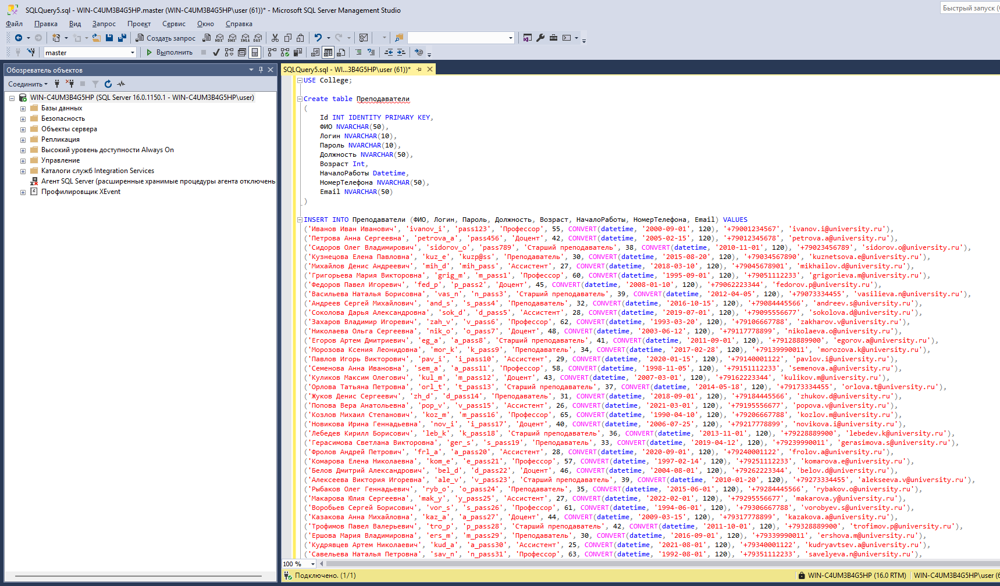 SQLQuery5.sql - WIN-C4UM3B4G5HP.master (WIN-C4UM3B4G5HP\user (61))* - Microsoft SQL Server Management Studio
Быстрый запуск
Файл Правка Вид Запрос Проект Сервис Окно Справка
Создать запрос MDX DMX XMLA DAX
master Выполнить
Обозреватель объектов
SQLQuery5.sql - WI...3B4G5HP\user (61))*
Соединить
WIN-C4UM3B4G5HP (SQL Server 16.0.1150.1 - WIN-C4UM3B4G5HP\user)
Базы данных
Безопасность
Объекты сервера
Репликация
Высокий уровень доступности Always On
Управление
Каталоги служб Integration Services
Агент SQL Server (расширенные хранимые процедуры агента отключень
Профилировщик XEvent
USE College;
Create table Преподаватели
(
Id INT IDENTITY PRIMARY KEY,
ФИО NVARCHAR(50),
Логин NVARCHAR(10),
Пароль NVARCHAR(10),
Должность NVARCHAR(50),
Возраст Int,
НачалоРаботы Datetime,
НомерТелефона NVARCHAR(50),
Email NVARCHAR(50)
)
INSERT INTO Преподаватели (ФИО, Логин, Пароль, Должность, Возраст, НачалоРаботы, НомерТелефона, Email) VALUES
('Иванов Иван Иванович', 'ivanov_i', 'pass123', 'Профессор', 55, CONVERT(datetime, '2000-09-01', 120), '+79001234567', 'ivanov.i@university.ru'),
('Петрова Анна Сергеевна', 'petrova_a', 'pass456', 'Доцент', 42, CONVERT(datetime, '2005-02-15', 120), '+79012345678', 'petrova.a@university.ru'),
('Сидоров Олег Владимирович', 'sidorov_o', 'pass789', 'Старший преподаватель', 38, CONVERT(datetime, '2010-11-01', 120), '+79023456789', 'sidorov.o@university.ru'),
('Кузнецова Елена Павловна', 'kuz_e', 'kuzp@ss', 'Преподаватель', 30, CONVERT(datetime, '2015-08-20', 120), '+79034567890', 'kuznetsova.e@university.ru'),
('Михайлов Денис Андреевич', 'mih_d', 'mih_pass', 'Ассистент', 27, CONVERT(datetime, '2018-03-10', 120), '+79045678901', 'mikhailov.d@university.ru'),
('Григорьева Мария Викторовна', 'grig_m', 'm_pass1', 'Профессор', 60, CONVERT(datetime, '1995-09-01', 120), '+79051112233', 'grigorieva.m@university.ru'),
('Федоров Павел Игоревич', 'fed_p', 'p_pass2', 'Доцент', 45, CONVERT(datetime, '2008-01-10', 120), '+79062223344', 'fedorov.p@university.ru'),
('Васильева Наталья Борисовна', 'vas_n', 'n_pass3', 'Старший преподаватель', 39, CONVERT(datetime, '2012-04-05', 120), '+79073334455', 'vasilieva.n@university.ru'),
('Андреев Сергей Михайлович', 'and_s', 's_pass4', 'Преподаватель', 32, CONVERT(datetime, '2016-10-15', 120), '+79084445566', 'andreev.s@university.ru'),
('Соколова Дарья Александровна', 'sok_d', 'd_pass5', 'Ассистент', 28, CONVERT(datetime, '2019-07-01', 120), '+79095556677', 'sokolova.d@university.ru'),
('Захаров Владимир Игоревич', 'zah_v', 'v_pass6', 'Профессор', 62, CONVERT(datetime, '1993-03-20', 120), '+79106667788', 'zakharov.v@university.ru'),
('Николаева Ольга Сергеевна', 'nik_o', 'o_pass7', 'Доцент', 48, CONVERT(datetime, '2003-06-12', 120), '+79117778899', 'nikolaeva.o@university.ru'),
('Егоров Артем Дмитриевич', 'eg_a', 'a_pass8', 'Старший преподаватель', 41, CONVERT(datetime, '2011-09-01', 120), '+79128889900', 'egorov.a@university.ru'),
('Морозова Ксения Леонидовна', 'mor_k', 'k_pass9', 'Преподаватель', 34, CONVERT(datetime, '2017-02-28', 120), '+79139990011', 'morozova.k@university.ru'),
('Павлов Игорь Викторович', 'pav_i', 'i_pass10', 'Ассистент', 29, CONVERT(datetime, '2020-01-15', 120), '+79140001122', 'pavlov.i@university.ru'),
('Семенова Анна Ивановна', 'sem_a', 'a_pass11', 'Профессор', 58, CONVERT(datetime, '1998-11-05', 120), '+79151112233', 'semenova.a@university.ru'),
('Куликов Максим Олегович', 'kul_m', 'm_pass12', 'Доцент', 43, CONVERT(datetime, '2007-03-01', 120), '+79162223344', 'kulikov.m@university.ru'),
('Орлова Татьяна Петровна', 'orl_t', 't_pass13', 'Старший преподаватель', 37, CONVERT(datetime, '2014-05-18', 120), '+79173334455', 'orlova.t@university.ru'),
('Жуков Денис Сергеевич', 'zh_d', 'd_pass14', 'Преподаватель', 31, CONVERT(datetime, '2018-09-01', 120), '+79184445566', 'zhukov.d@university.ru'),
('Попова Вера Анатольевна', 'pop_v', 'v_pass15', 'Ассистент', 26, CONVERT(datetime, '2021-03-01', 120), '+79195556677', 'popova.v@university.ru'),
('Козлов Михаил Степанович', 'koz_m', 'm_pass16', 'Профессор', 65, CONVERT(datetime, '1990-04-10', 120), '+79206667788', 'kozlov.m@university.ru'),
('Новикова Ирина Геннадьевна', 'nov_i', 'i_pass17', 'Доцент', 40, CONVERT(datetime, '2006-07-25', 120), '+79217778899', 'novikova.i@university.ru'),
('Лебедев Кирилл Борисович', 'leb_k', 'k_pass18', 'Старший преподаватель', 36, CONVERT(datetime, '2013-11-01', 120), '+79228889900', 'lebedev.k@university.ru'),
('Герасимова Светлана Викторовна', 'ger_s', 's_pass19', 'Преподаватель', 33, CONVERT(datetime, '2019-04-12', 120), '+79239990011', 'gerasimova.s@university.ru'),
('Фролов Андрей Петрович', 'frl_a', 'a_pass20', 'Ассистент', 28, CONVERT(datetime, '2020-09-01', 120), '+79240001122', 'frolov.a@university.ru'),
('Комарова Елена Николаевна', 'kom_e', 'e_pass21', 'Профессор', 57, CONVERT(datetime, '1997-02-14', 120), '+79251112233', 'komarova.e@university.ru'),
('Белов Дмитрий Александрович', 'bel_d', 'd_pass22', 'Доцент', 46, CONVERT(datetime, '2004-08-01', 120), '+79262223344', 'belov.d@university.ru'),
('Алексеева Виктория Игоревна', 'ale_v', 'v_pass23', 'Старший преподаватель', 39, CONVERT(datetime, '2010-01-20', 120), '+79273334455', 'alekseeva.v@university.ru'),
('Рыбаков Олег Геннадьевич', 'ryb_o', 'o_pass24', 'Преподаватель', 35, CONVERT(datetime, '2015-06-01', 120), '+79284445566', 'rybakov.o@university.ru'),
('Макарова Юлия Сергеевна', 'mak_y', 'y_pass25', 'Ассистент', 27, CONVERT(datetime, '2022-02-01', 120), '+79295556677', 'makarova.y@university.ru'),
('Воробьев Сергей Борисович', 'vor_s', 's_pass26', 'Профессор', 61, CONVERT(datetime, '1994-06-01', 120), '+79306667788', 'vorobyev.s@university.ru'),
('Казакова Анна Михайловна', 'kaz_a', 'a_pass27', 'Доцент', 44, CONVERT(datetime, '2009-03-15', 120), '+79317778899', 'kazakova.a@university.ru'),
('Трофимов Павел Валерьевич', 'tro_p', 'p_pass28', 'Старший преподаватель', 42, CONVERT(datetime, '2011-10-01', 120), '+79328889900', 'trofimov.p@university.ru'),
('Ершова Мария Владимировна', 'ers_m', 'm_pass29', 'Преподаватель', 30, CONVERT(datetime, '2016-09-01', 120), '+79339990011', 'ershova.m@university.ru'),
('Кудрявцев Артем Николаевич', 'kud_a', 'a_pass30', 'Ассистент', 25, CONVERT(datetime, '2021-08-01', 120), '+79340001122', 'kudryavtsev.a@university.ru'),
('Савельева Наталья Петровна', 'sav_n', 'n_pass31', 'Профессор', 63, CONVERT(datetime, '1992-08-01', 120), '+79351112233', 'savelyeva.n@university.ru'),
100 %
Подключено. (1/1) WIN-C4UM3B4G5HP (16.0 RTM) WIN-C4UM3B4G5HP\user (6